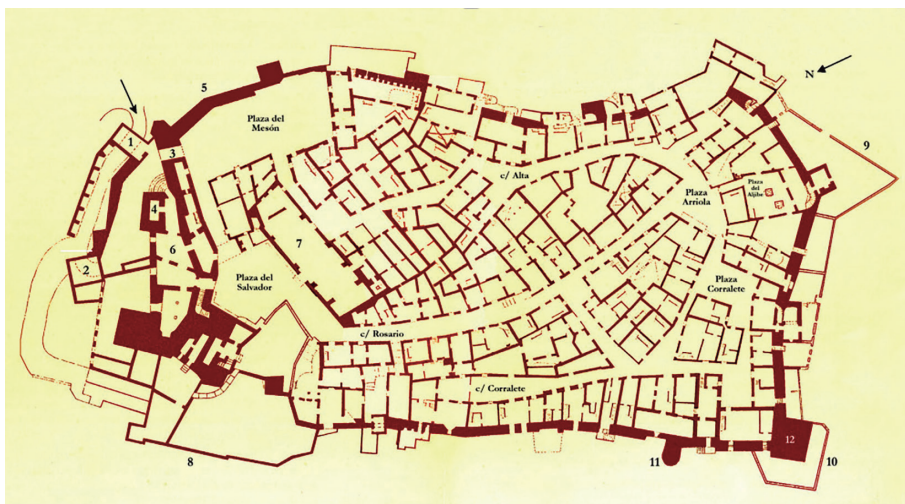 N
5
Plaza del
Mesón
1
3
9
c/ Alta
Plaza
del
Aljibe
Plaza
Arriola
4
7
6
2
Plaza del
Salvador
Plaza
Corralete
c/ Rosario
c/ Corralete
12
8
11
10